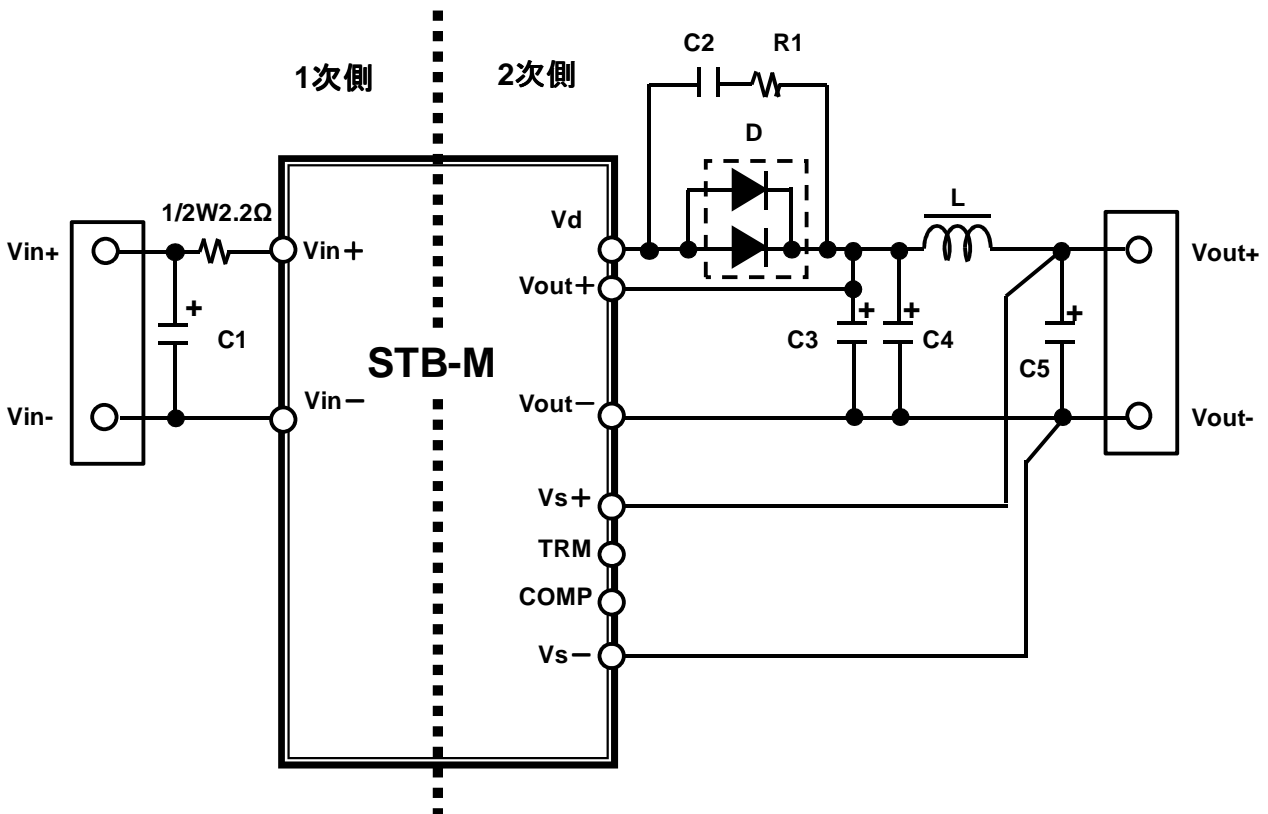 C2
R1
1次側
2次側
D
1/2W2.2Ω
Vd
L
Vin+
Vin＋
Vout+
Vout＋
+
+
+
+
C1
C3
C4
C5
STB-M
Vin-
Vin－
Vout－
Vout-
Vs＋
TRM
COMP
Vs－